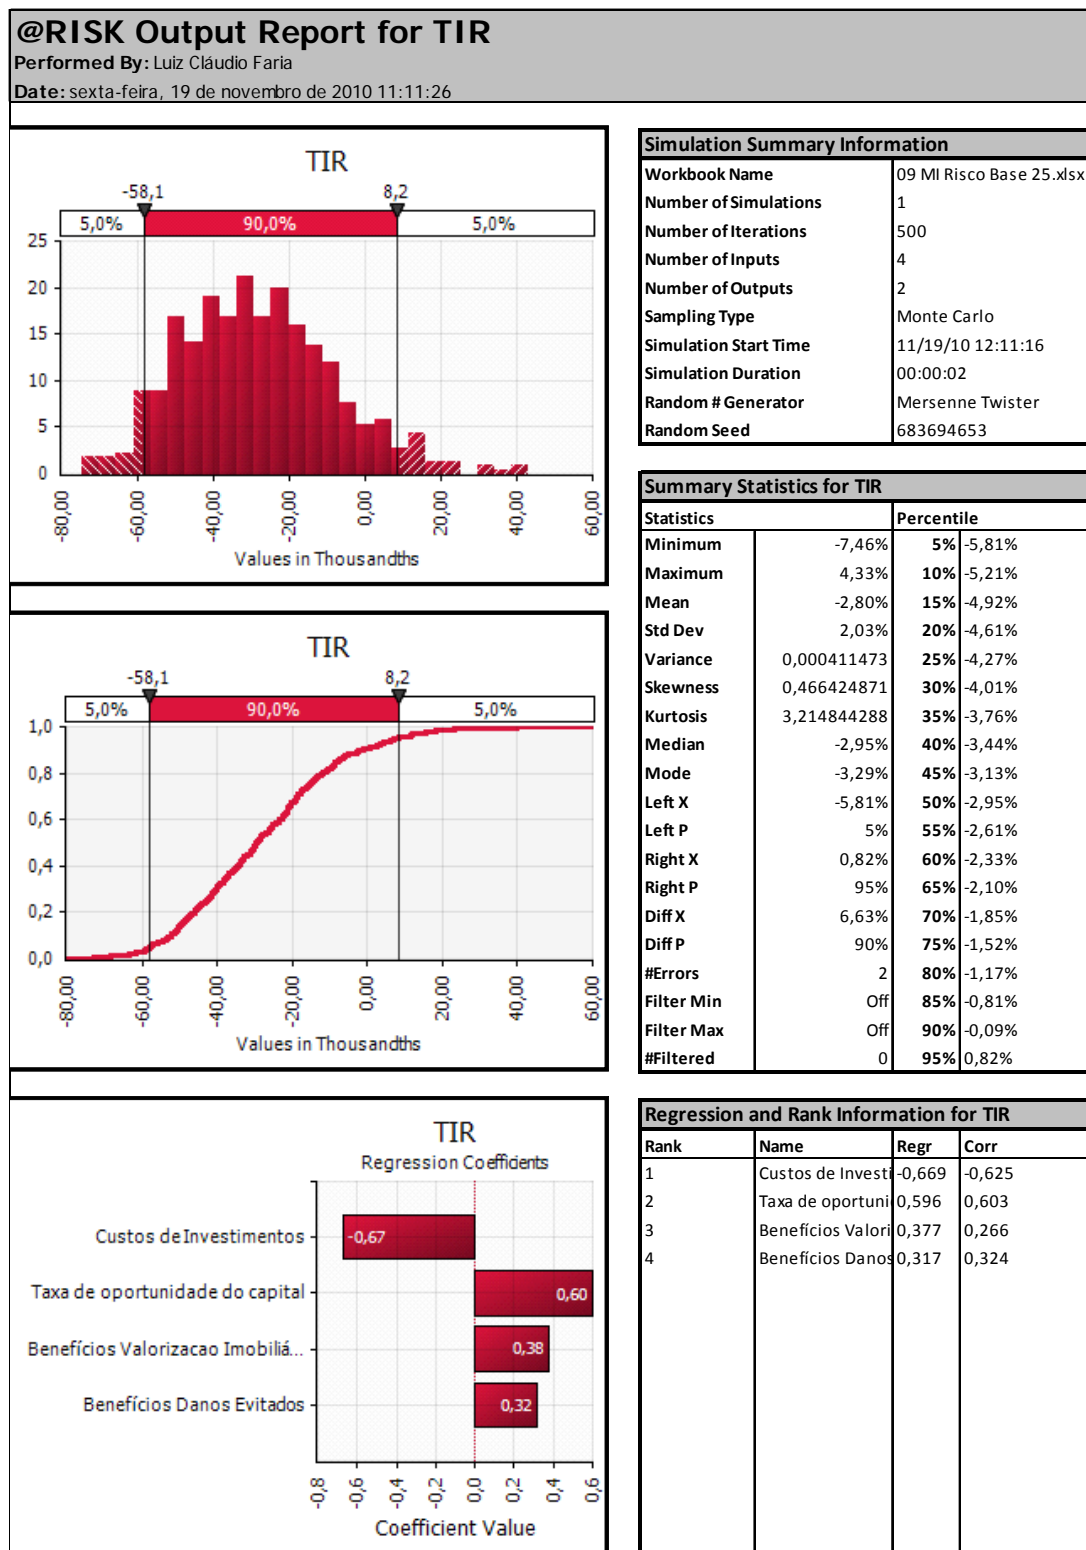 @RISK Output Report for TIR
Performed By: Luiz Cláudio Faria
Date: sexta-feira, 19 de novembro de 2010 11:11:26
TIR
-58,1 8,2
5,0% 90,0% 5,0%
25
20
15
10
5
0
-80,00 -60,00 -40,00 -20,00 0,00 20,00 40,00 60,00
Values in Thousandths
Simulation Summary Information
Workbook Name 09 MI Risco Base 25.xlsx
Number of Simulations 1
Number of Iterations 500
Number of Inputs 4
Number of Outputs 2
Sampling Type Monte Carlo
Simulation Start Time 11/19/10 12:11:16
Simulation Duration 00:00:02
Random # Generator Mersenne Twister
Random Seed 683694653
TIR
-58,1 8,2
5,0% 90,0% 5,0%
1,0
0,8
0,6
0,4
0,2
0,0
-80,00 -60,00 -40,00 -20,00 0,00 20,00 40,00 60,00
Values in Thousandths
Summary Statistics for TIR
Statistics Percentile
Minimum -7,46% 5% -5,81%
Maximum 4,33% 10% -5,21%
Mean -2,80% 15% -4,92%
Std Dev 2,03% 20% -4,61%
Variance 0,000411473 25% -4,27%
Skewness 0,466424871 30% -4,01%
Kurtosis 3,214844288 35% -3,76%
Median -2,95% 40% -3,44%
Mode -3,29% 45% -3,13%
Left X -5,81% 50% -2,95%
Left P 5% 55% -2,61%
Right X 0,82% 60% -2,33%
Right P 95% 65% -2,10%
Diff X 6,63% 70% -1,85%
Diff P 90% 75% -1,52%
#Errors 2 80% -1,17%
Filter Min Off 85% -0,81%
Filter Max Off 90% -0,09%
#Filtered 0 95% 0,82%
TIR
Regression Coefficients
Custos de Investimentos -0,67
Taxa de oportunidade do capital 0,60
Benefícios Valorizacao Imobiliá... 0,38
Benefícios Danos Evitados 0,32
-0,8 -0,6 -0,4 -0,2 0,0 0,2 0,4 0,6
Coefficient Value
Regression and Rank Information for TIR
Rank Name Regr Corr
1 Custos de Investi -0,669 -0,625
2 Taxa de oportuni 0,596 0,603
3 Benefícios Valori 0,377 0,266
4 Benefícios Danos 0,317 0,324